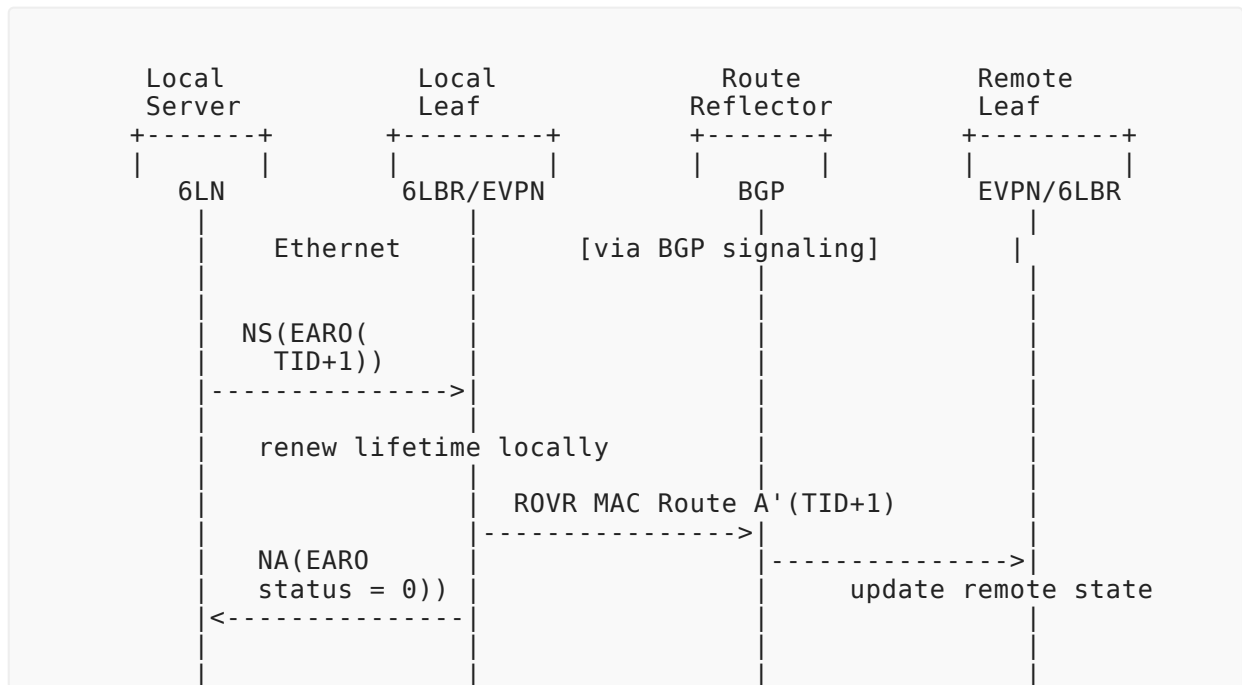 Local Local Route Remote
Server Leaf Reflector Leaf
+-------+ +---------+ +-------+ +---------+
| | | | | | | |
6LN 6LBR/EVPN BGP EVPN/6LBR
| | | |
| Ethernet | [via BGP signaling] |
| | | |
| | | |
| NS(EARO( | | |
| TID+1)) | | |
|--------------->| | |
| | | |
| renew lifetime locally | |
| | | |
| | ROVR MAC Route A'(TID+1) |
| |---------------->| |
| NA(EARO | |--------------->|
| status = 0)) | | update remote state
|<---------------| | |
| | | |
| | | |